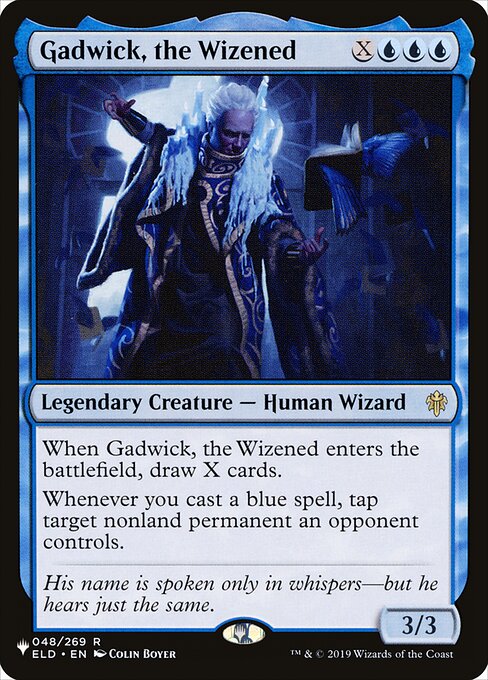 Gadwick, the Wizened X
Legendary Creature — Human Wizard
When Gadwick, the Wizened enters the
battlefield, draw X cards.
Whenever you cast a blue spell, tap
target nonland permanent an opponent
controls.
His name is spoken only in whispers—but he
hears just the same.
3/3
048/269 R
ELD • EN Colin Boyer
™ & © 2019 Wizards of the Coast